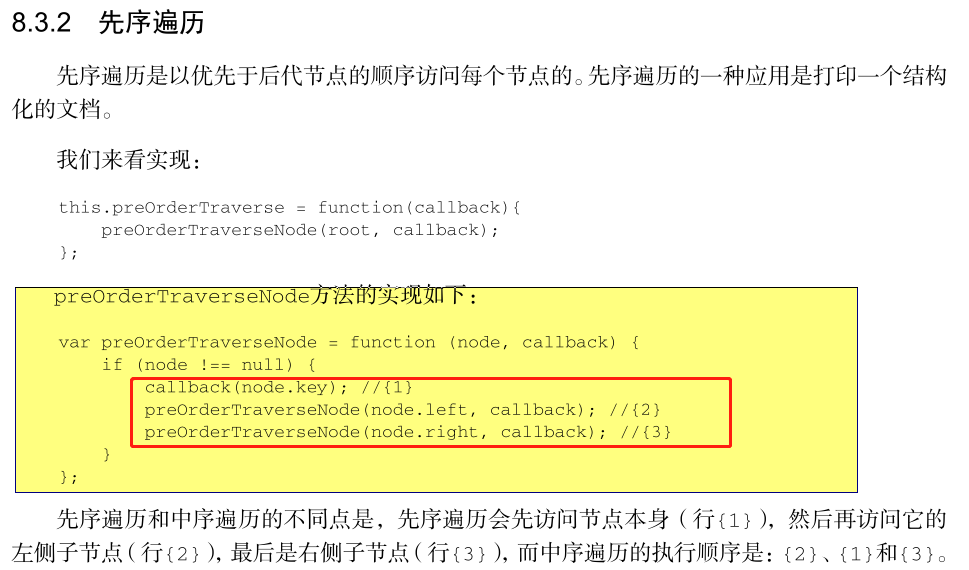 8.3.2 先序遍历
先序遍历是以优先于后代节点的顺序访问每个节点的。先序遍历的一种应用是打印一个结构
化的文档。
我们来看实现：
this.preOrderTraverse = function(callback){
    preOrderTraverseNode(root, callback);
};
preOrderTraverseNode方法的实现如下：
var preOrderTraverseNode = function (node, callback) {
    if (node !== null) {
        callback(node.key); //{1}
        preOrderTraverseNode(node.left, callback); //{2}
        preOrderTraverseNode(node.right, callback); //{3}
    }
};
先序遍历和中序遍历的不同点是，先序遍历会先访问节点本身（行{1}），然后再访问它的
左侧子节点（行{2}），最后是右侧子节点（行{3}），而中序遍历的执行顺序是：{2}、{1}和{3}。